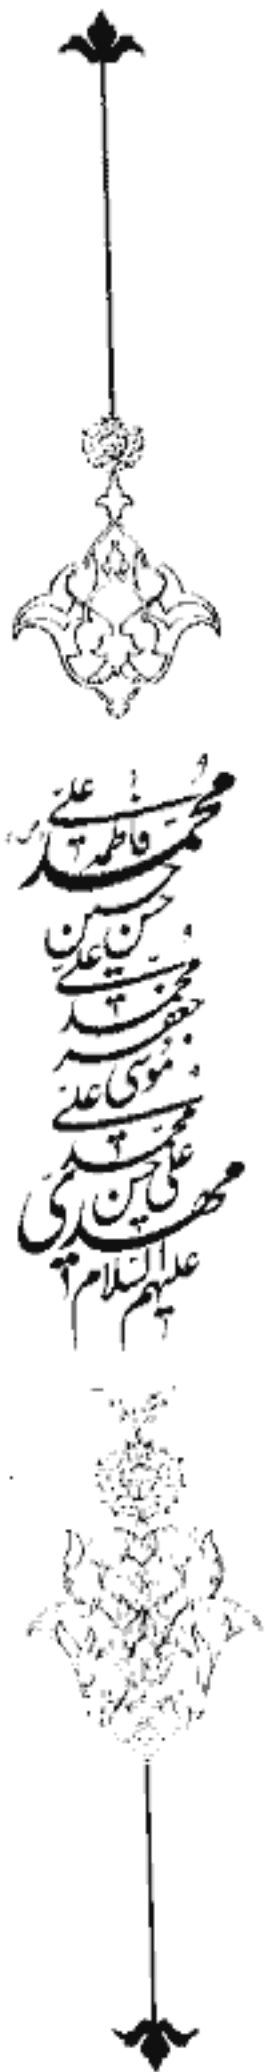 محمد فاطمه علی
حسن حسین
علی
محمد
جعفر
موسی علی
محمد
علی حسن
مهدی
علیهم السلام